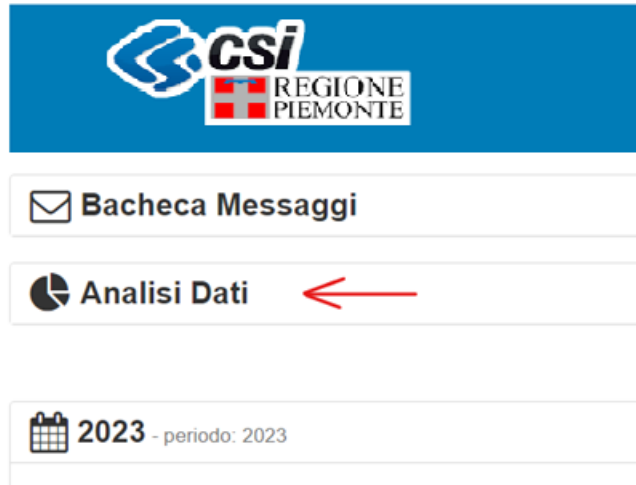 csi
REGIONE
PIEMONTE
Bacheca Messaggi
Analisi Dati
2023 - periodo: 2023